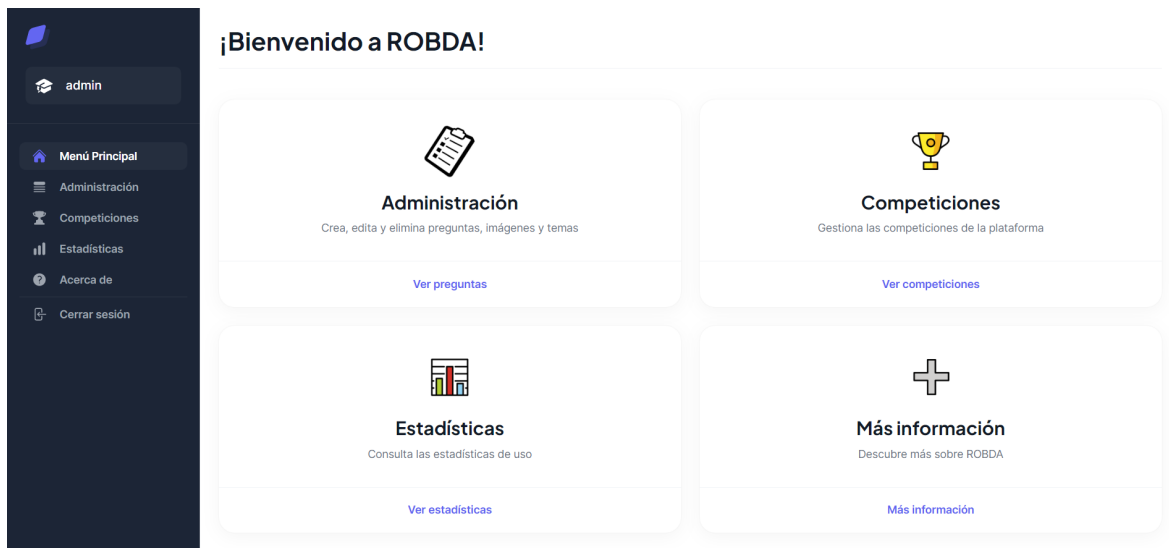 admin
Menú Principal
Administración
Competiciones
Estadísticas
Acerca de
Cerrar sesión
¡Bienvenido a ROBDA!
Administración
Crea, edita y elimina preguntas, imágenes y temas
Ver preguntas
Competiciones
Gestiona las competiciones de la plataforma
Ver competiciones
Estadísticas
Consulta las estadísticas de uso
Ver estadísticas
Más información
Descubre más sobre ROBDA
Más información